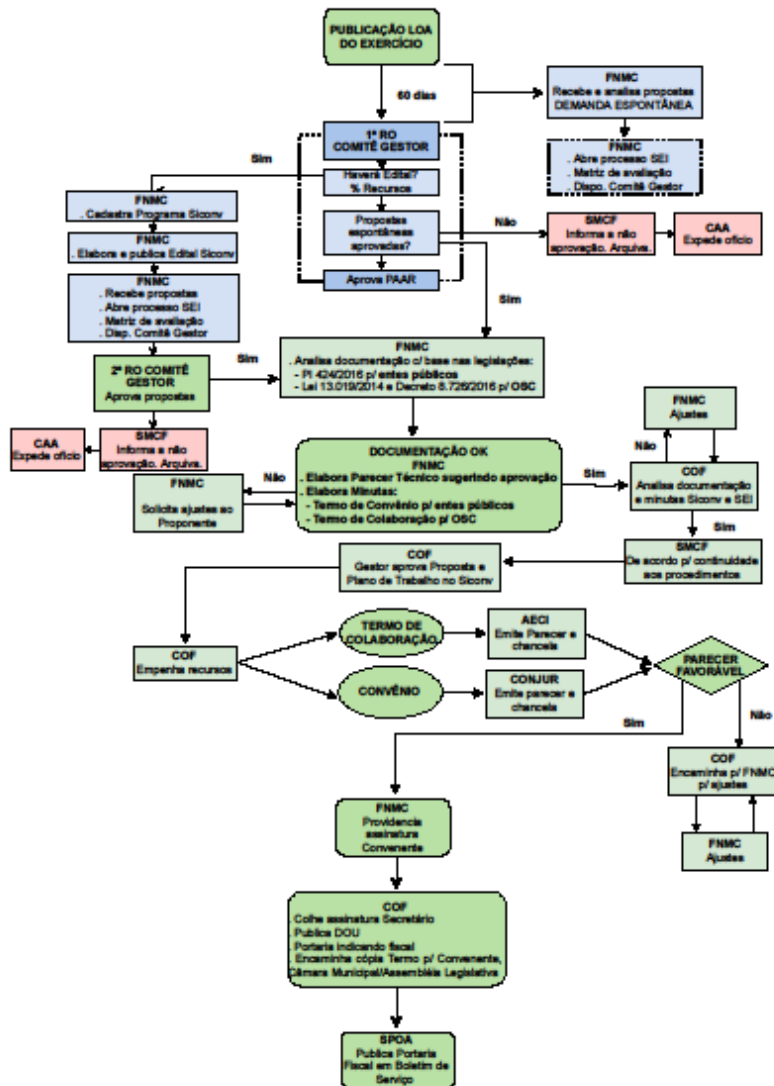 PUBLICAÇÃO LOA
DO EXERCÍCIO
60 dias
FNMC
Recebe e analisa propostas
DEMANDA ESPONTÂNEA
FNMC
. Abre processo SEI
. Matriz de avaliação
. Dispo. Comitê Gestor
1ª RO
COMITÊ GESTOR
Sim
Haverá Edital?
% Recursos
FNMC
. Cadastra Programa Siconv
Propostas
espontâneas
aprovadas?
Não
SMCF
Informa a não
aprovação. Arquiva.
CAA
Expede ofício
FNMC
. Elabora e publica Edital Siconv
Aprova PAAR
Sim
FNMC
. Recebe propostas
. Abre processo SEI
. Matriz de avaliação
. Disp. Comitê Gestor
2ª RO COMITÊ
GESTOR
Aprova propostas
Sim
FNMC
. Analisa documentação c/ base nas legislações:
- PI 424/2016 p/ entes públicos
- Lei 13.019/2014 e Decreto 8.726/2016 p/ OSC
FNMC
Ajustes
CAA
Expede ofício
SMCF
Informa a não
aprovação. Arquiva.
Não
COF
Analisa documentação
e minutas Siconv e SEI
DOCUMENTAÇÃO OK
FNMC
. Elabora Parecer Técnico sugerindo aprovação
. Elabora Minutas:
- Termo de Convênio p/ entes públicos
- Termo de Colaboração p/ OSC
Sim
Não
FNMC
Solicita ajustes ao
Proponente
Sim
SMCF
De acordo p/ continuidade
aos procedimentos
COF
Gestor aprova Proposta e
Plano de Trabalho no Siconv
COF
Empenha recursos
TERMO DE
COLABORAÇÃO
AECI
Emite Parecer e
chancela
CONVÊNIO
CONJUR
Emite parecer e
chancela
PARECER
FAVORÁVEL
Sim
Não
COF
Encaminha p/ FNMC
p/ ajustes
FNMC
Ajustes
FNMC
Providencia
assinatura
Convenente
COF
. Colhe assinatura Secretário
. Publica DOU
. Portaria indicando fiscal
. Encaminha cópia Termo p/ Convenente,
Câmara Municipal/Assembléia Legislativa
SPOA
Publica Portaria
Fiscal em Boletim de
Serviço